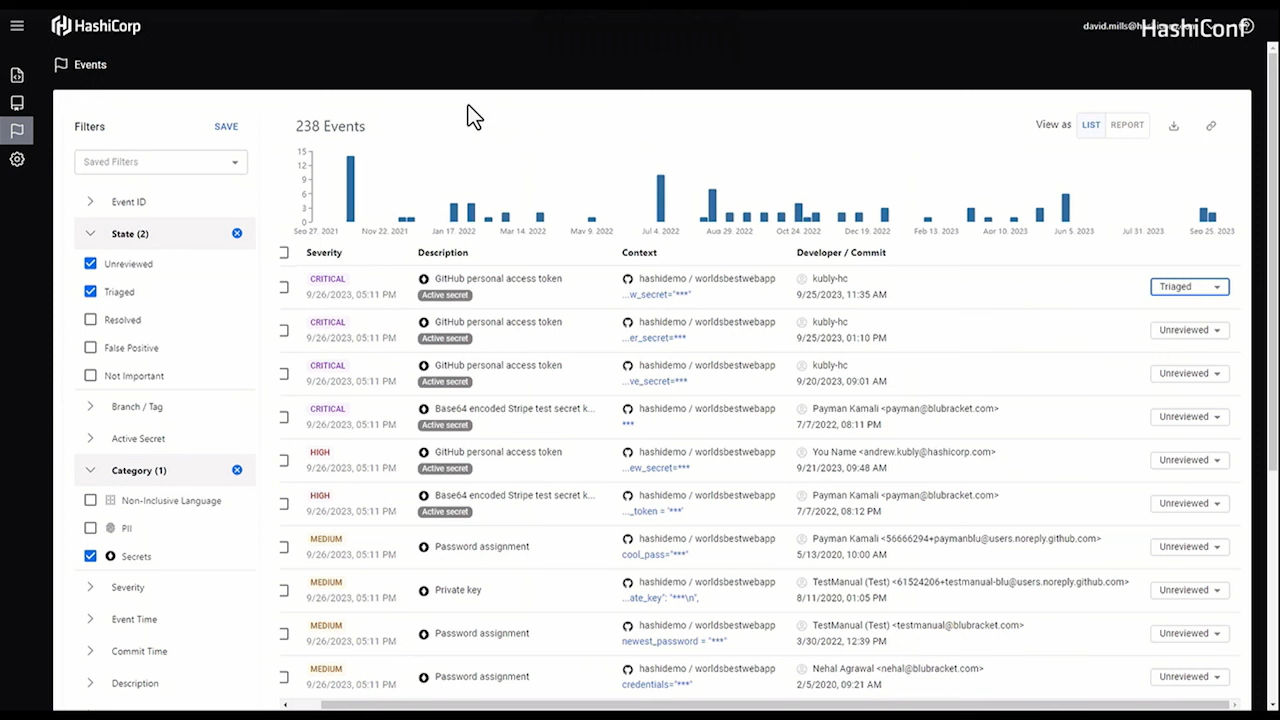 HashiCorp
david.mills@h
HashiConf
Events
Filters
SAVE
Saved Filters
Event ID
State (2)
Unreviewed
Triaged
Resolved
False Positive
Not Important
Branch / Tag
Active Secret
Category (1)
Non-Inclusive Language
PII
Secrets
Severity
Event Time
Commit Time
Description
238 Events
View as LIST REPORT
15
12
9
6
3
0
Sep 27, 2021 Nov 22, 2021 Jan 17, 2022 Mar 14, 2022 May 9, 2022 Jul 4, 2022 Aug 29, 2022 Oct 24, 2022 Dec 19, 2022 Feb 13, 2023 Apr 10, 2023 Jun 5, 2023 Jul 31, 2023 Sep 25, 2023
Severity Description Context Developer / Commit
CRITICAL GitHub personal access token hashidemo / worldsbestwebapp kubly-hc
9/26/2023, 05:11 PM Active secret ...w_secret="***" 9/25/2023, 11:35 AM Triaged
CRITICAL GitHub personal access token hashidemo / worldsbestwebapp kubly-hc
9/26/2023, 05:11 PM Active secret ...er_secret=*** 9/25/2023, 01:10 PM Unreviewed
CRITICAL GitHub personal access token hashidemo / worldsbestwebapp kubly-hc
9/26/2023, 05:11 PM Active secret ...ve_secret=*** 9/20/2023, 09:01 AM Unreviewed
CRITICAL Base64 encoded Stripe test secret k... hashidemo / worldsbestwebapp Payman Kamali <payman@blubracket.com>
9/26/2023, 05:11 PM Active secret *** 7/7/2022, 08:11 PM Unreviewed
HIGH GitHub personal access token hashidemo / worldsbestwebapp You Name <andrew.kubly@hashicorp.com>
9/26/2023, 05:11 PM Active secret ...ew_secret=*** 9/21/2023, 09:48 AM Unreviewed
HIGH Base64 encoded Stripe test secret k... hashidemo / worldsbestwebapp Payman Kamali <payman@blubracket.com>
9/26/2023, 05:11 PM Active secret ..._token = '***' 7/7/2022, 08:12 PM Unreviewed
MEDIUM Password assignment hashidemo / worldsbestwebapp Payman Kamali <56666294+paymanblu@users.noreply.github.com>
9/26/2023, 05:11 PM cool_pass="***" 5/13/2020, 10:00 AM Unreviewed
MEDIUM Private key hashidemo / worldsbestwebapp TestManual (Test) <61524206+testmanual-blu@users.noreply.github.com>
9/26/2023, 05:11 PM ...ate_key": "***\n", 8/11/2020, 01:05 PM Unreviewed
MEDIUM Password assignment hashidemo / worldsbestwebapp TestManual (Test) <testmanual@blubracket.com>
9/26/2023, 05:11 PM newest_password = "***" 3/30/2022, 12:39 PM Unreviewed
MEDIUM Password assignment hashidemo / worldsbestwebapp Nehal Agrawal <nehal@blubracket.com>
9/26/2023, 05:11 PM credentials="***" 2/5/2020, 09:21 AM Unreviewed